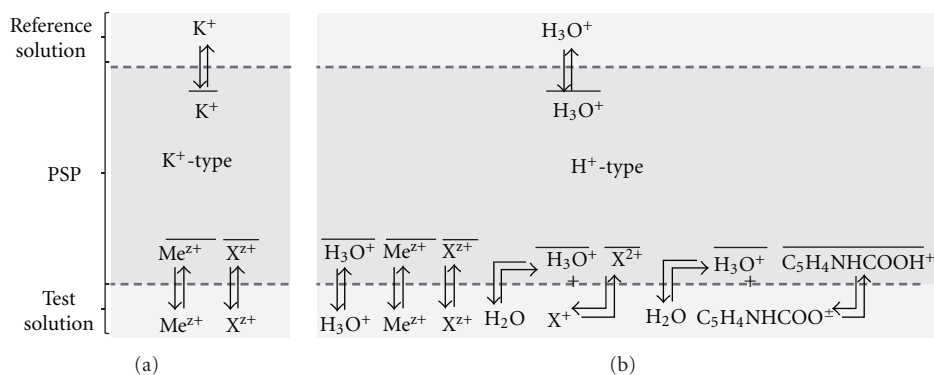 Reference
solution
K⁺
H₃O⁺
K⁺
H₃O⁺
PSP
K⁺-type
H⁺-type
Meᶻ⁺ Xᶻ⁺ H₃O⁺ Meᶻ⁺ Xᶻ⁺ H₃O⁺ X²⁺ H₃O⁺ C₅H₄NHCOOH⁺
+ +
Test
solution
Meᶻ⁺ Xᶻ⁺ H₃O⁺ Meᶻ⁺ Xᶻ⁺ H₂O X⁺ H₂O C₅H₄NHCOO±
(a) (b)